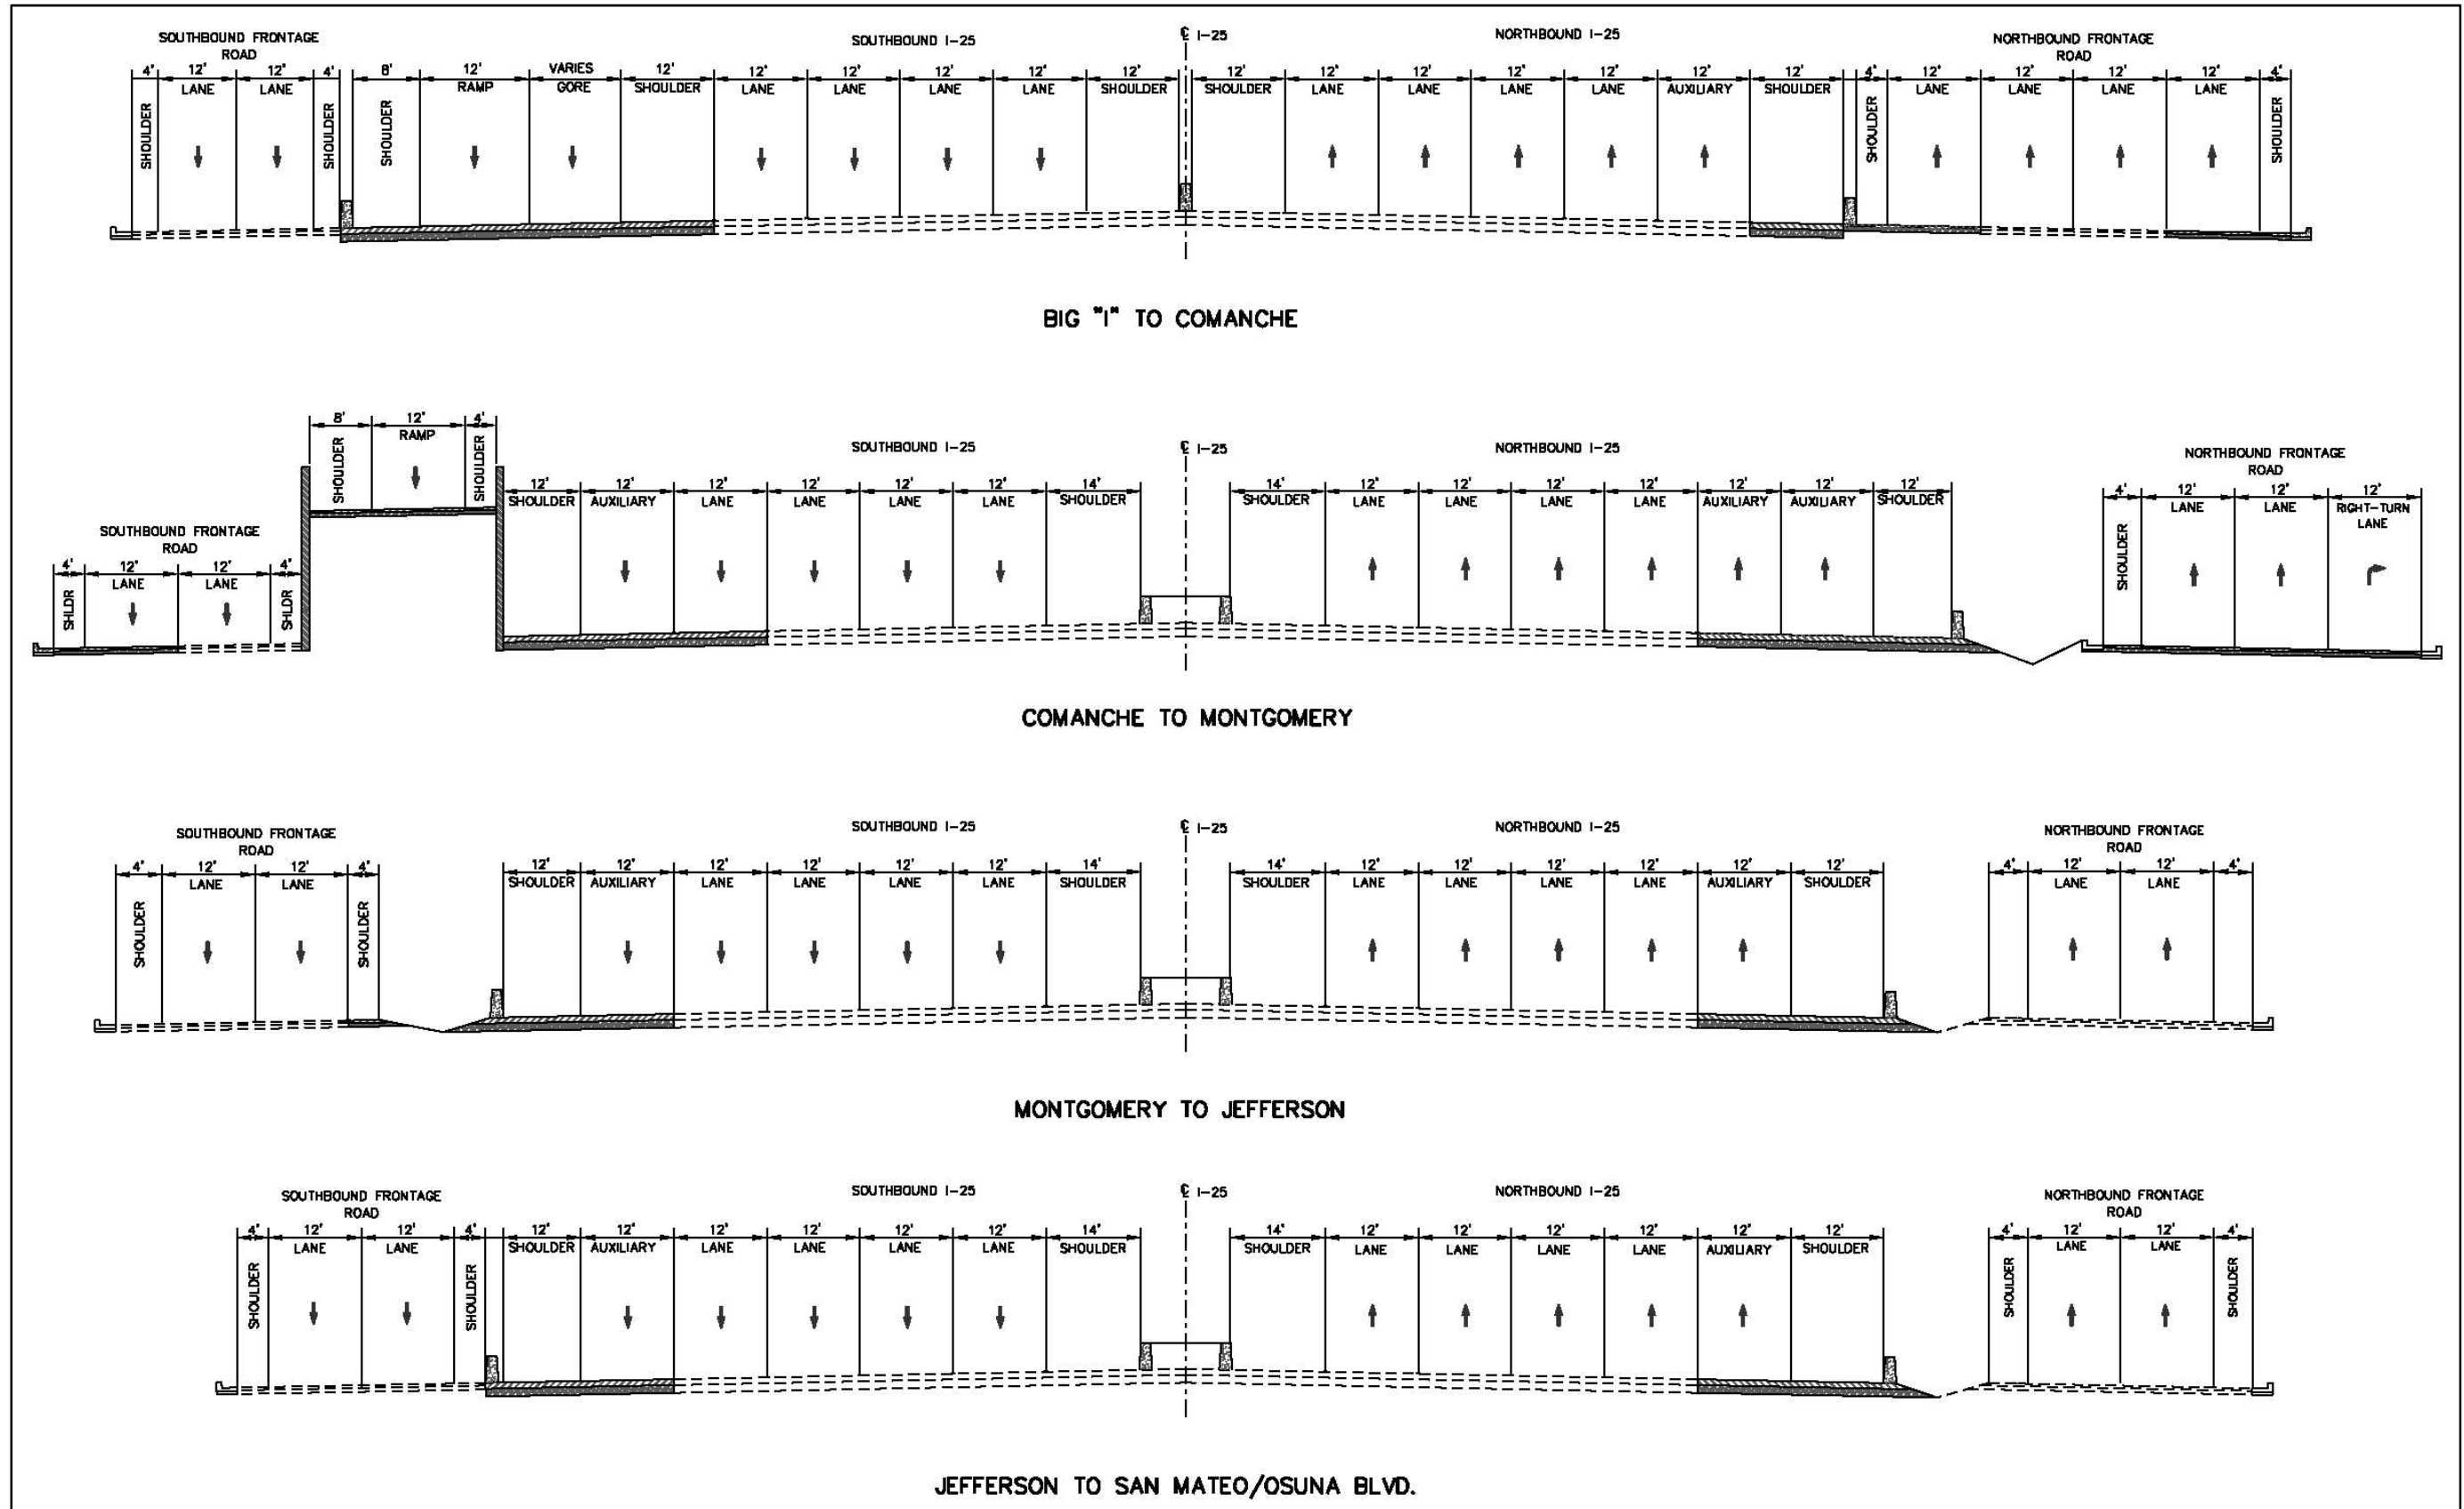 SOUTHBOUND FRONTAGE
ROAD
SOUTHBOUND I-25
℄ I-25
NORTHBOUND I-25
NORTHBOUND FRONTAGE
ROAD
4' 12' 12' 4' 8' 12' VARIES 12' 12' 12' 12' 12' 12' 12' 12' 12' 12' 12' 12' 12' 4' 12' 12' 12' 12' 4'
SHOULDER LANE LANE SHOULDER SHOULDER RAMP GORE SHOULDER LANE LANE LANE LANE SHOULDER SHOULDER LANE LANE LANE LANE AUXILIARY SHOULDER SHOULDER LANE LANE LANE LANE SHOULDER
BIG "I" TO COMANCHE
8' 12' 4'
SHOULDER RAMP SHOULDER
SOUTHBOUND I-25
℄ I-25
NORTHBOUND I-25
NORTHBOUND FRONTAGE
ROAD
12' 12' 12' 12' 12' 12' 14' 14' 12' 12' 12' 12' 12' 12' 12' 4' 12' 12' 12'
SHOULDER AUXILIARY LANE LANE LANE LANE SHOULDER SHOULDER LANE LANE LANE LANE AUXILIARY AUXILIARY SHOULDER SHOULDER LANE LANE RIGHT-TURN
LANE
SOUTHBOUND FRONTAGE
ROAD
4' 12' 12' 4'
SHLDR LANE LANE SHLDR
COMANCHE TO MONTGOMERY
SOUTHBOUND FRONTAGE
ROAD
SOUTHBOUND I-25
℄ I-25
NORTHBOUND I-25
NORTHBOUND FRONTAGE
ROAD
4' 12' 12' 4' 12' 12' 12' 12' 12' 12' 14' 14' 12' 12' 12' 12' 12' 12' 4' 12' 12' 4'
SHOULDER LANE LANE SHOULDER SHOULDER AUXILIARY LANE LANE LANE LANE SHOULDER SHOULDER LANE LANE LANE LANE AUXILIARY SHOULDER LANE LANE
MONTGOMERY TO JEFFERSON
SOUTHBOUND FRONTAGE
ROAD
SOUTHBOUND I-25
℄ I-25
NORTHBOUND I-25
NORTHBOUND FRONTAGE
ROAD
4' 12' 12' 4' 12' 12' 12' 12' 12' 12' 14' 14' 12' 12' 12' 12' 12' 12' 4' 12' 12' 4'
SHOULDER LANE LANE SHOULDER SHOULDER AUXILIARY LANE LANE LANE LANE SHOULDER SHOULDER LANE LANE LANE LANE AUXILIARY SHOULDER SHOULDER LANE LANE SHOULDER
JEFFERSON TO SAN MATEO/OSUNA BLVD.